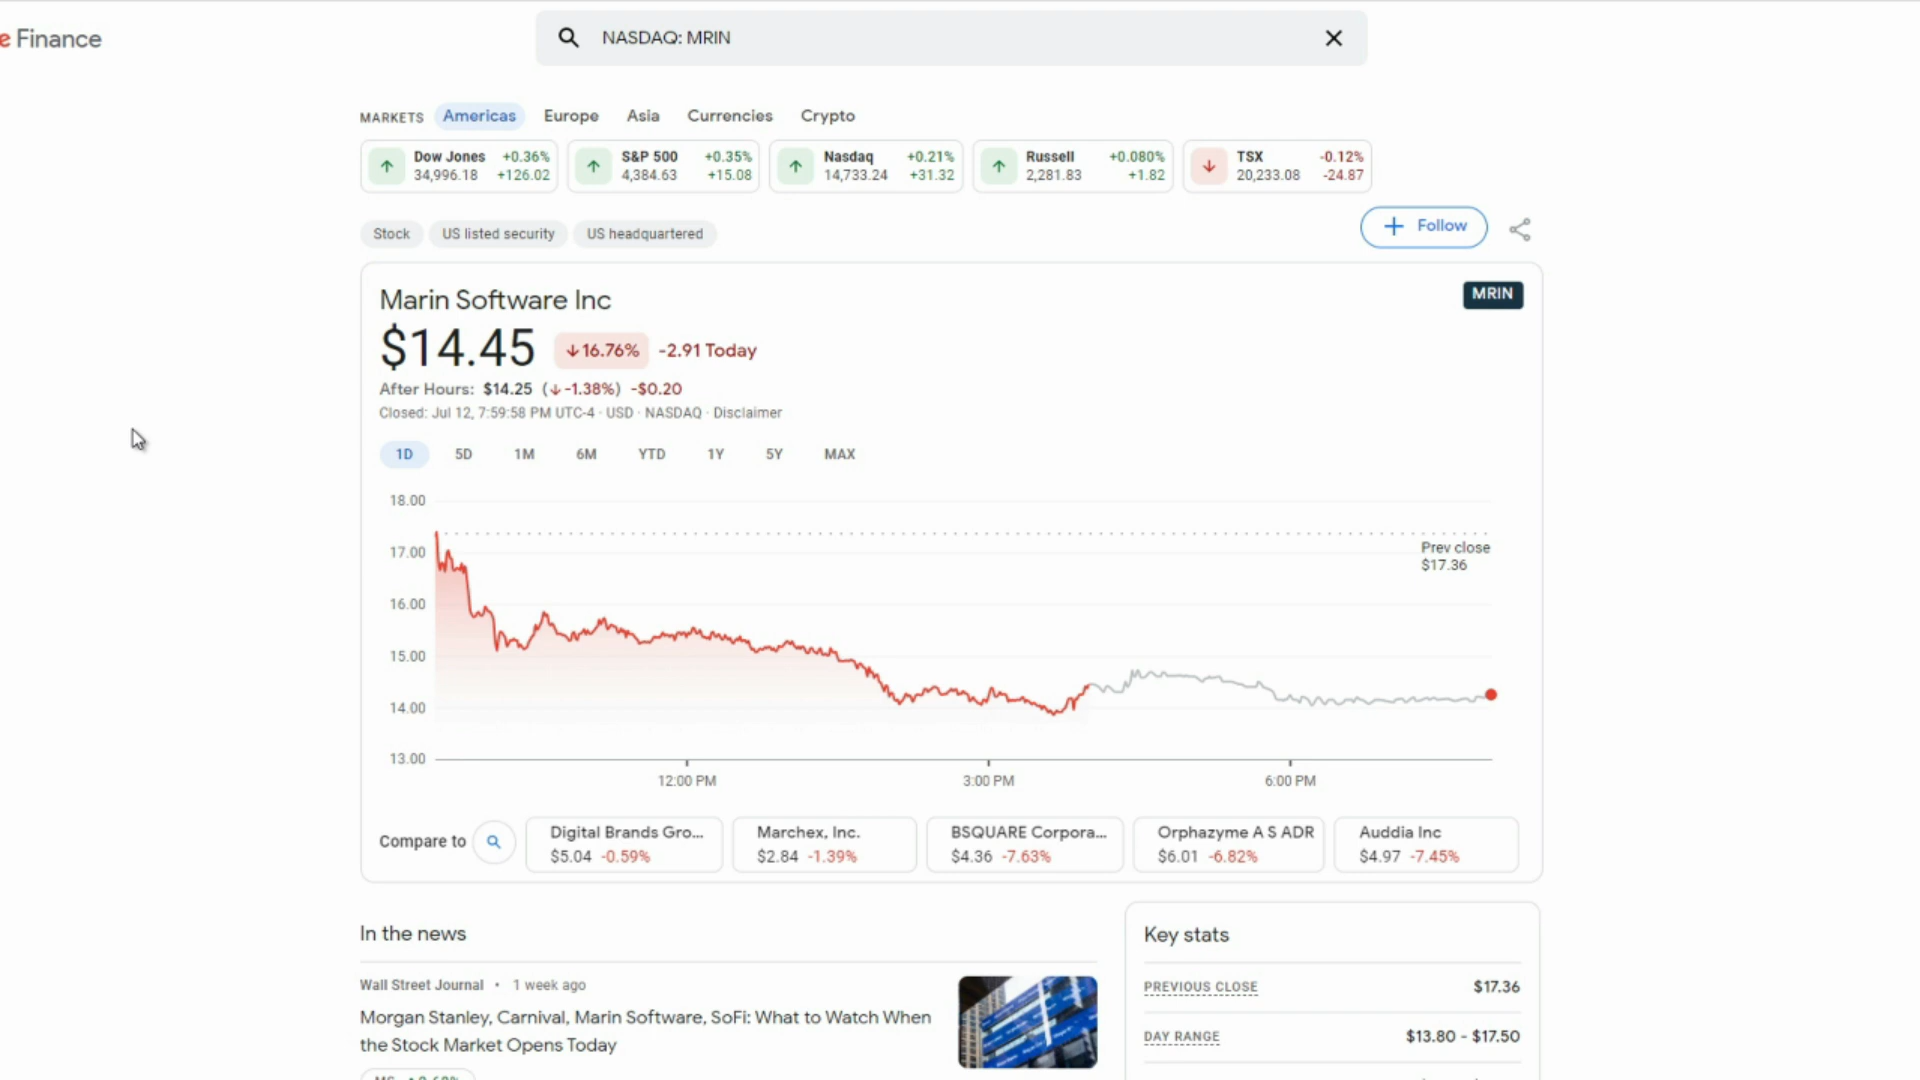 e Finance
NASDAQ: MRIN
MARKETS Americas Europe Asia Currencies Crypto
Dow Jones +0.36%
34,996.18 +126.02
S&P 500 +0.35%
4,384.63 +15.08
Nasdaq +0.21%
14,733.24 +31.32
Russell +0.080%
2,281.83 +1.82
TSX -0.12%
20,233.08 -24.87
Stock US listed security US headquartered
Follow
Marin Software Inc
MRIN
$14.45 ↓16.76% -2.91 Today
After Hours: $14.25 (↓-1.38%) -$0.20
Closed: Jul 12, 7:59:58 PM UTC-4 · USD · NASDAQ · Disclaimer
1D 5D 1M 6M YTD 1Y 5Y MAX
18.00
17.00
16.00
15.00
14.00
13.00
Prev close
$17.36
12:00 PM 3:00 PM 6:00 PM
Compare to
Digital Brands Gro...
$5.04 -0.59%
Marchex, Inc.
$2.84 -1.39%
BSQUARE Corpora...
$4.36 -7.63%
Orphazyme A S ADR
$6.01 -6.82%
Auddia Inc
$4.97 -7.45%
In the news
Wall Street Journal • 1 week ago
Morgan Stanley, Carnival, Marin Software, SoFi: What to Watch When
the Stock Market Opens Today
Key stats
PREVIOUS CLOSE $17.36
DAY RANGE $13.80 - $17.50